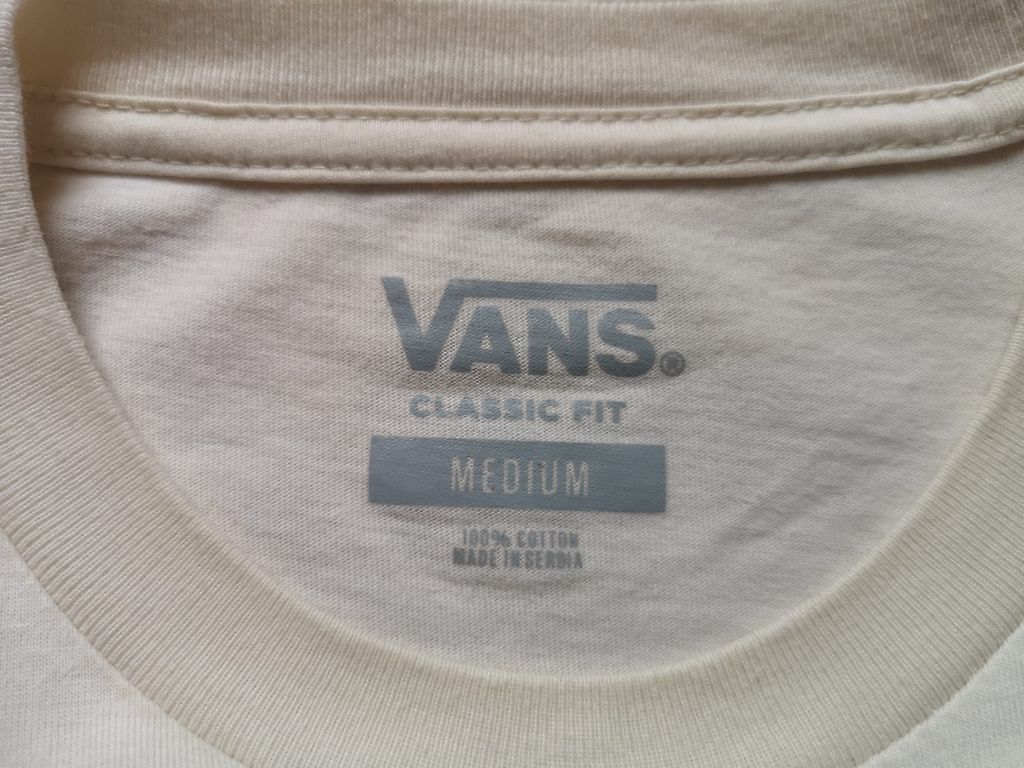 VANS®
CLASSIC FIT
MEDIUM
100% COTTON
MADE IN SERBIA